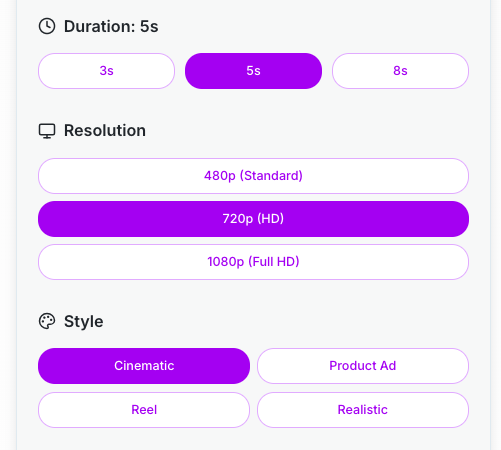 Duration: 5s
3s 5s 8s
Resolution
480p (Standard)
720p (HD)
1080p (Full HD)
Style
Cinematic Product Ad
Reel Realistic